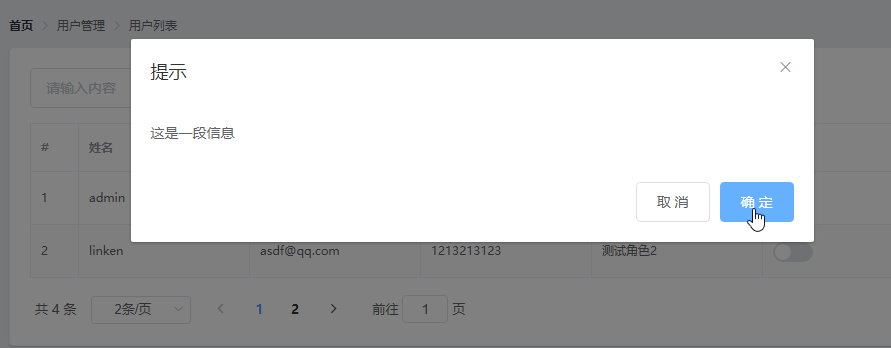 首页 > 用户管理 > 用户列表
提示
请输入内容
这是一段信息
# 姓名
取消 确定
1 admin
2 linken asdf@qq.com 1213213123 测试角色2
共 4 条 2条/页 < 1 2 > 前往 1 页